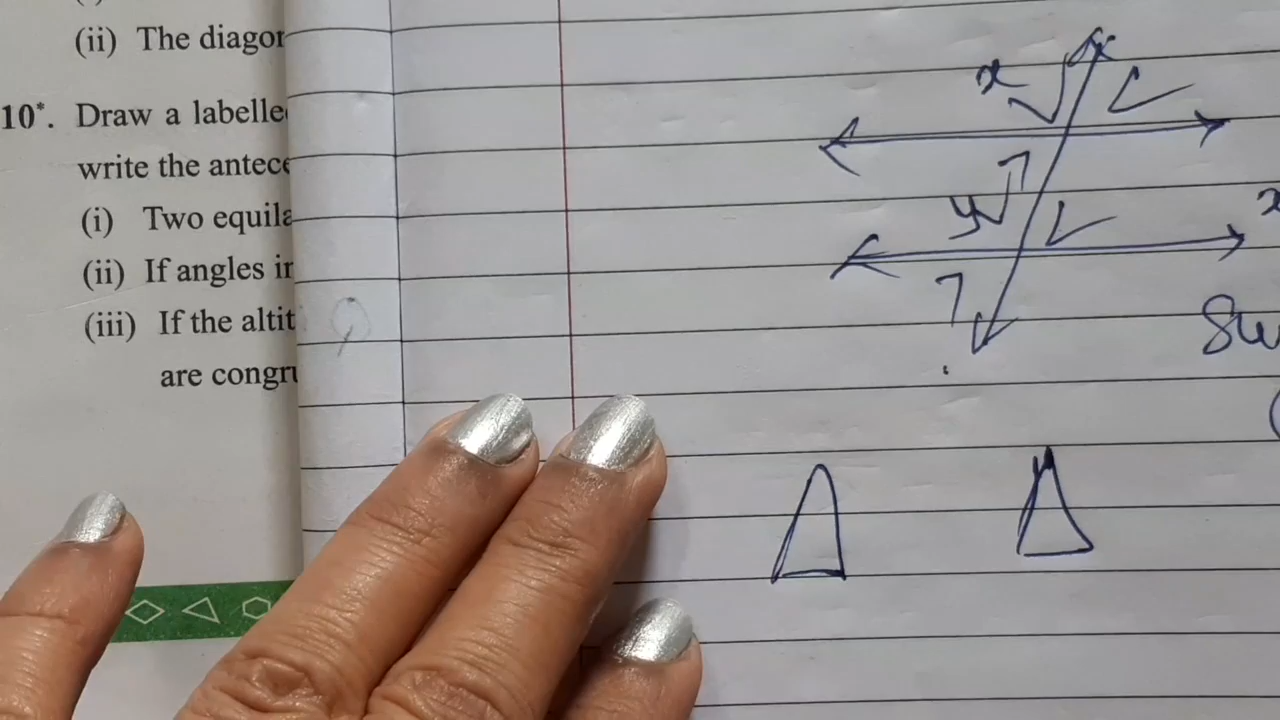 (ii) The diagor
10*. Draw a labelle
write the antece
(i) Two equila
(ii) If angles in
(iii) If the altit
are congru
x
y
x